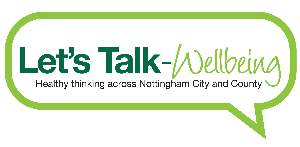 Let's Talk-Wellbeing
Healthy thinking across Nottingham City and County